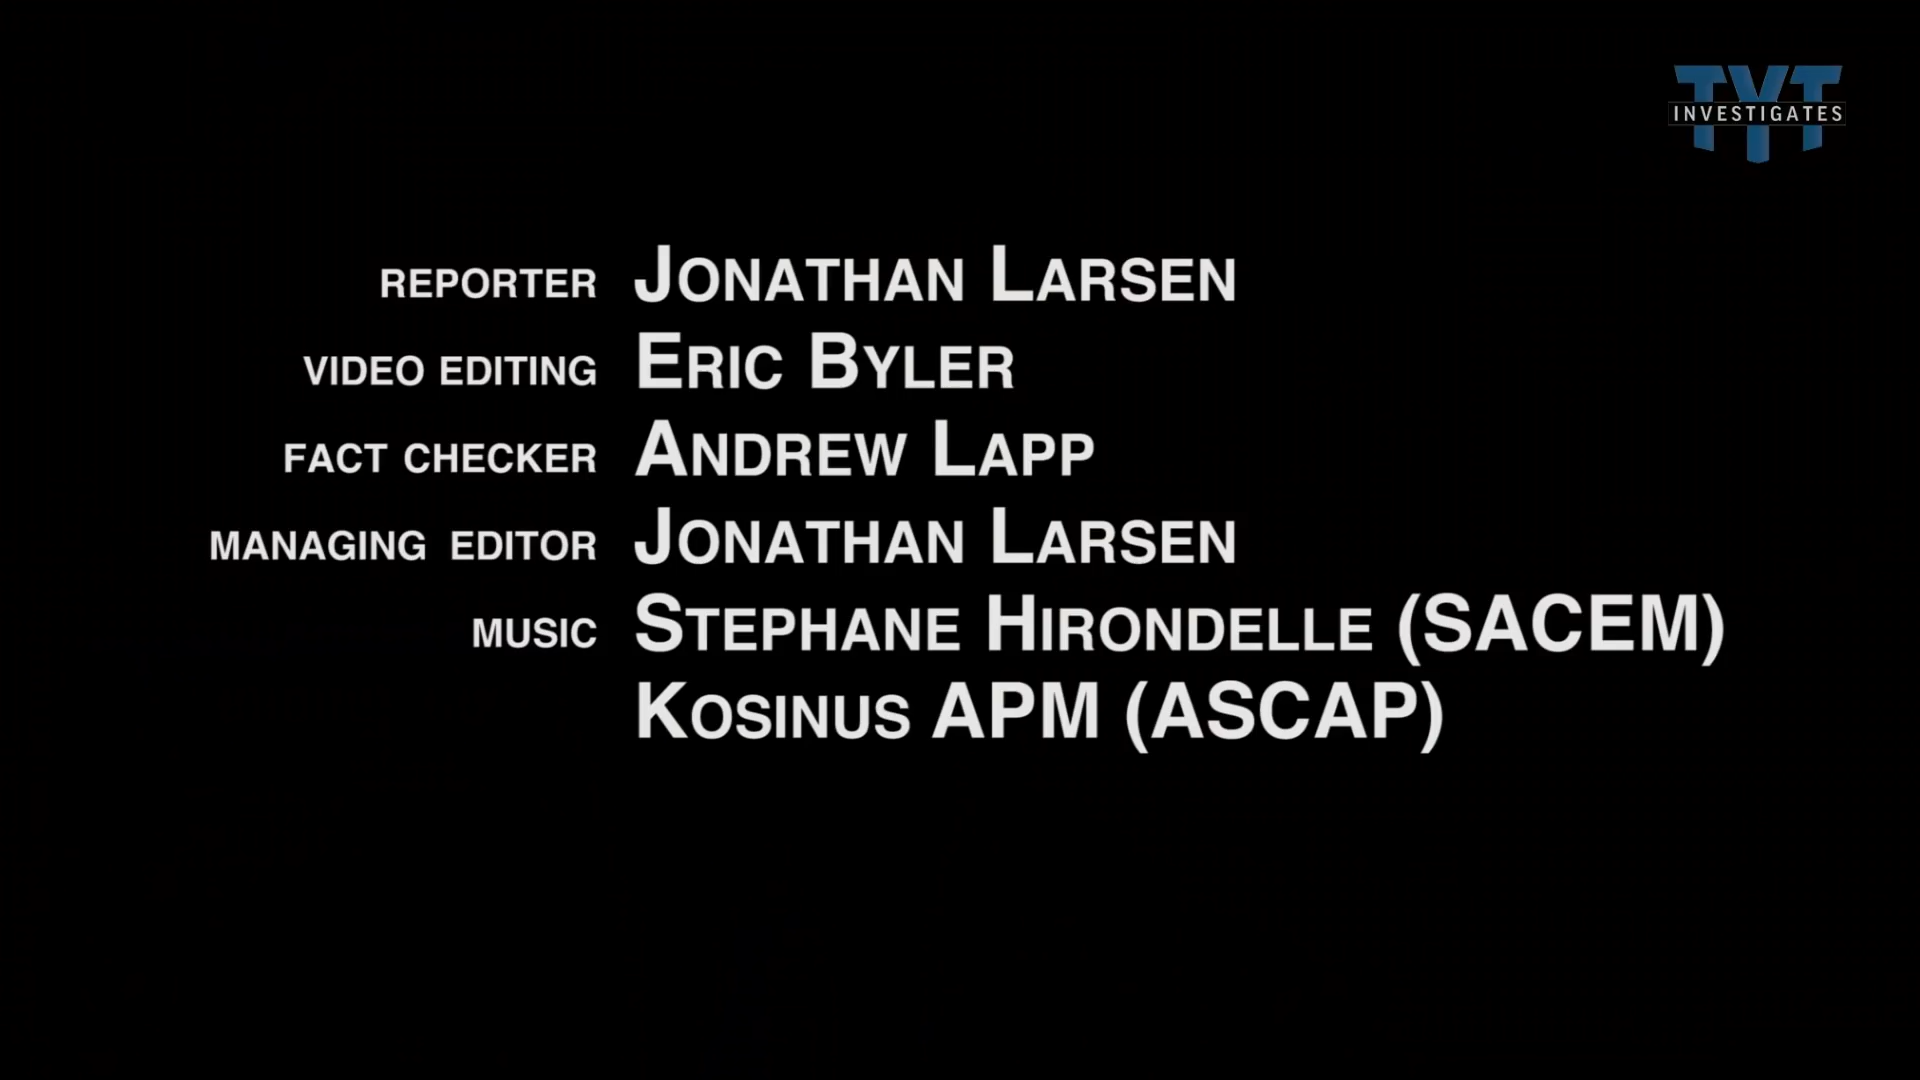 TYT
INVESTIGATES
REPORTER JONATHAN LARSEN
VIDEO EDITING ERIC BYLER
FACT CHECKER ANDREW LAPP
MANAGING EDITOR JONATHAN LARSEN
MUSIC STEPHANE HIRONDELLE (SACEM)
KOSINUS APM (ASCAP)